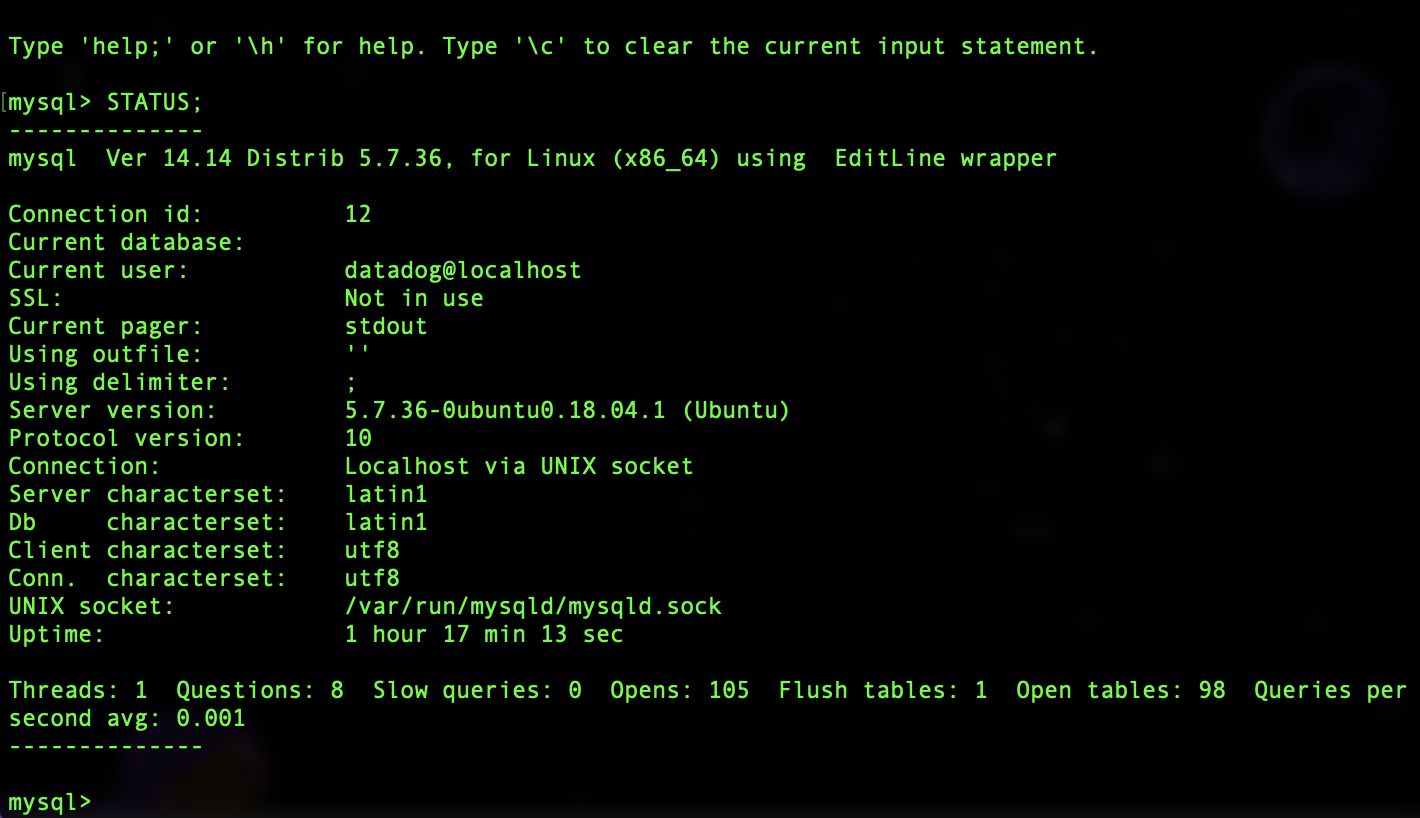 Type 'help;' or '\h' for help. Type '\c' to clear the current input statement.
[mysql> STATUS;
--------------
mysql  Ver 14.14 Distrib 5.7.36, for Linux (x86_64) using  EditLine wrapper
Connection id:          12
Current database:
Current user:           datadog@localhost
SSL:                    Not in use
Current pager:          stdout
Using outfile:          ''
Using delimiter:        ;
Server version:         5.7.36-0ubuntu0.18.04.1 (Ubuntu)
Protocol version:       10
Connection:             Localhost via UNIX socket
Server characterset:    latin1
Db     characterset:    latin1
Client characterset:    utf8
Conn.  characterset:    utf8
UNIX socket:            /var/run/mysqld/mysqld.sock
Uptime:                 1 hour 17 min 13 sec
Threads: 1  Questions: 8  Slow queries: 0  Opens: 105  Flush tables: 1  Open tables: 98  Queries per
second avg: 0.001
--------------
mysql>